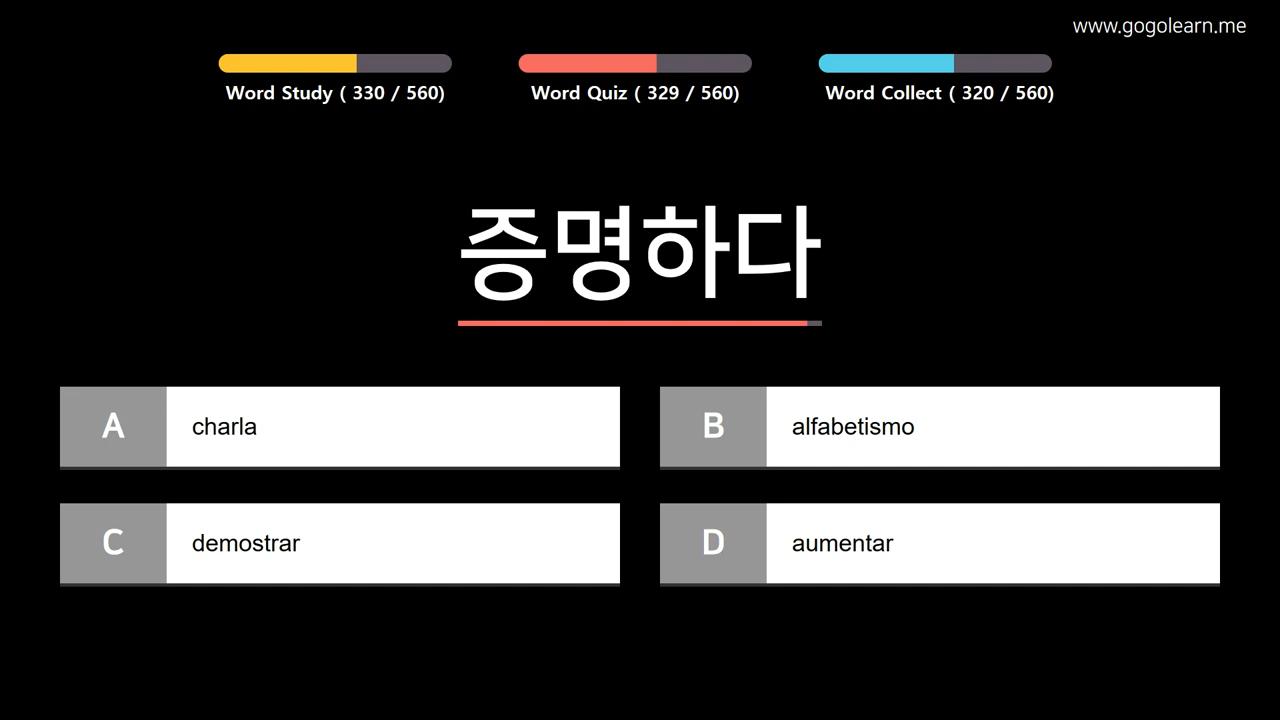 www.gogolearn.me
Word Study ( 330 / 560)
Word Quiz ( 329 / 560)
Word Collect ( 320 / 560)
증명하다
A charla
B alfabetismo
C demostrar
D aumentar